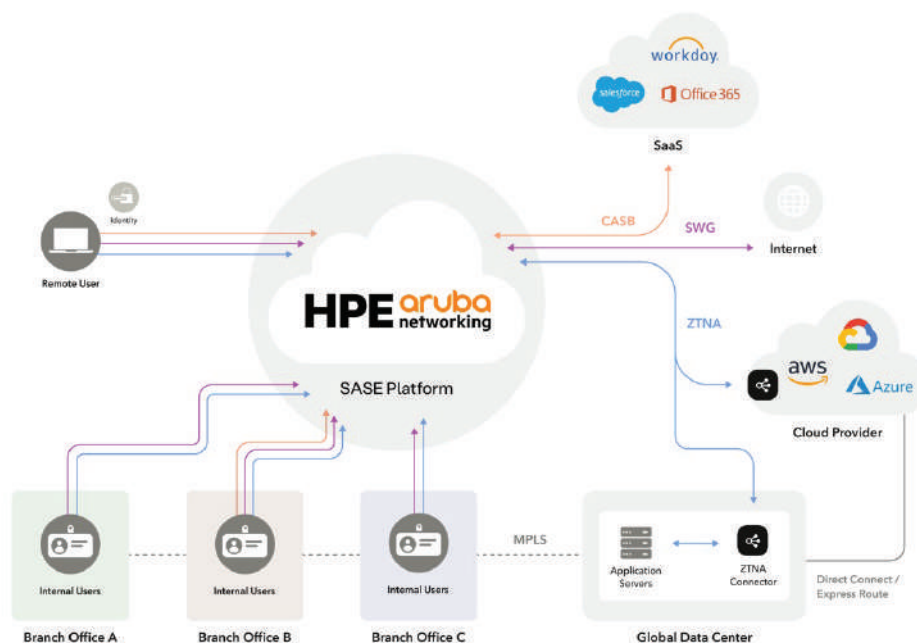 workday.
salesforce
Office 365
SaaS
Identity
CASB
SWG
Internet
Remote User
HPE aruba
networking
ZTNA
aws
Azure
SASE Platform
Cloud Provider
MPLS
Application
Servers
ZTNA
Connector
Direct Connect /
Express Route
Internal Users
Internal Users
Internal Users
Branch Office A
Branch Office B
Branch Office C
Global Data Center